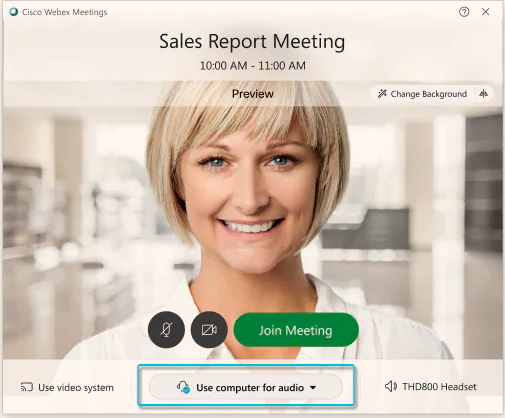 Cisco Webex Meetings
Sales Report Meeting
10:00 AM - 11:00 AM
Preview
Change Background
Join Meeting
Use video system
Use computer for audio
THD800 Headset